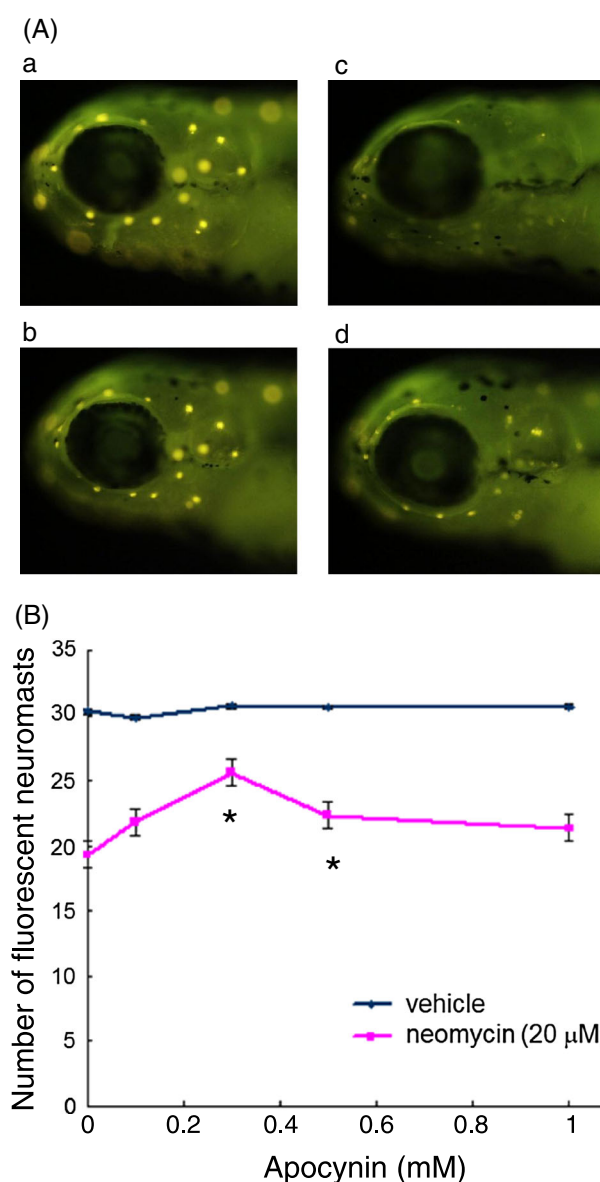 (A)
a
c
b
d
(B)
Number of fluorescent neuromasts
35
30
25
20
15
10
5
0
*
*
vehicle
neomycin (20 μM
0
0.2
0.4
0.6
0.8
1
Apocynin (mM)